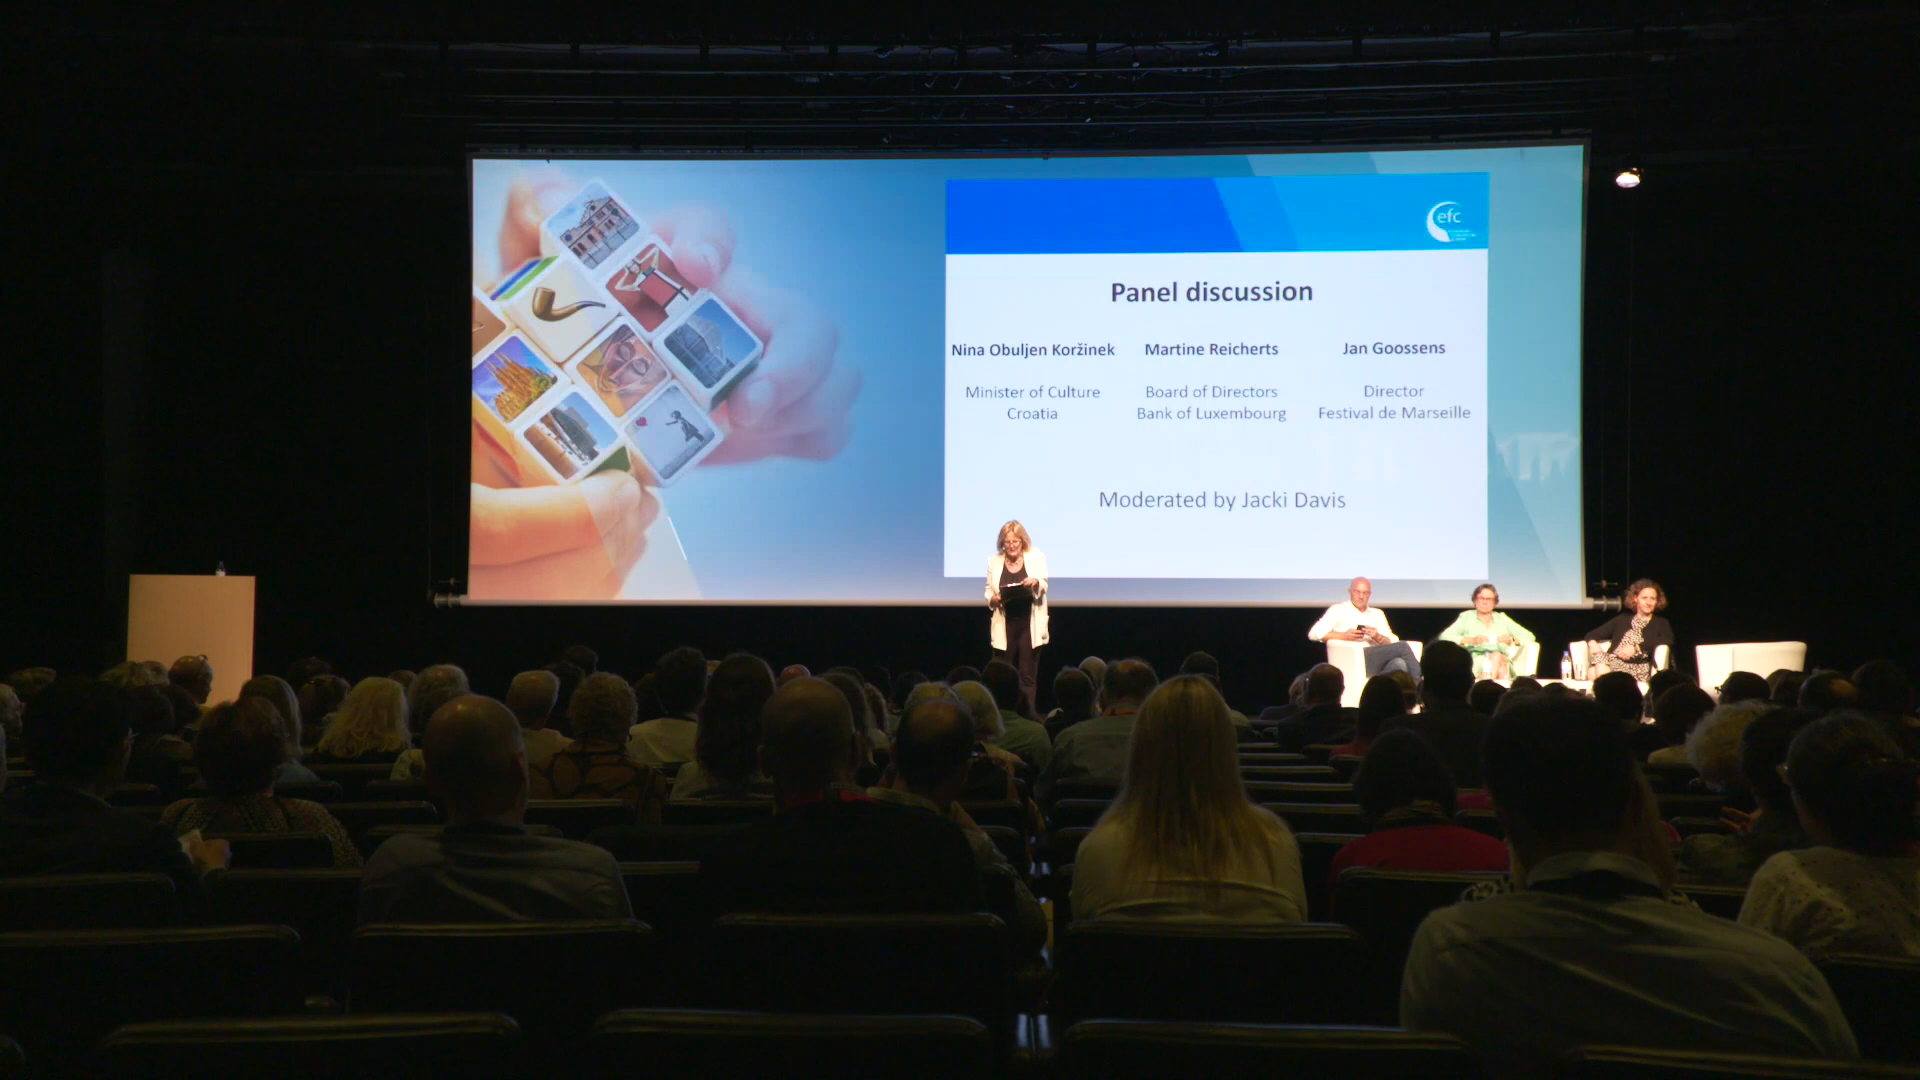 efc
Panel discussion
Nina Obuljen Koržinek
Minister of Culture
Croatia
Martine Reicherts
Board of Directors
Bank of Luxembourg
Jan Goossens
Director
Festival de Marseille
Moderated by Jacki Davis